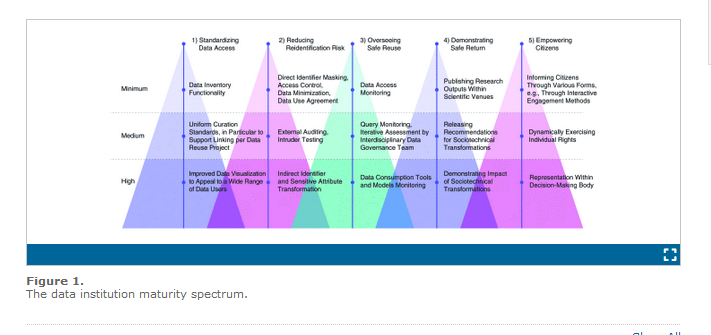 1) Standardizing
Data Access
2) Reducing
Reidentification Risk
3) Overseeing
Safe Reuse
4) Demonstrating
Safe Return
5) Empowering
Citizens
Minimum
Data Inventory
Functionality
Direct Identifier Masking,
Access Control,
Data Minimization,
Data Use Agreement
Data Access
Monitoring
Publishing Research
Outputs Within
Scientific Venues
Informing Citizens
Through Various Forms,
e.g., Through Interactive
Engagement Methods
Medium
Uniform Curation
Standards, in Particular to
Support Linking per Data
Reuse Project
External Auditing,
Intruder Testing
Query Monitoring,
Iterative Assessment by
Interdisciplinary Data
Governance Team
Releasing
Recommendations
for Sociotechnical
Transformations
Dynamically Exercising
Individual Rights
High
Improved Data Visualization
to Appeal to a Wide Range
of Data Users
Indirect Identifier
and Sensitive Attribute
Transformation
Data Consumption Tools
and Models Monitoring
Demonstrating Impact
of Sociotechnical
Transformations
Representation Within
Decision-Making Body
Figure 1.
The data institution maturity spectrum.